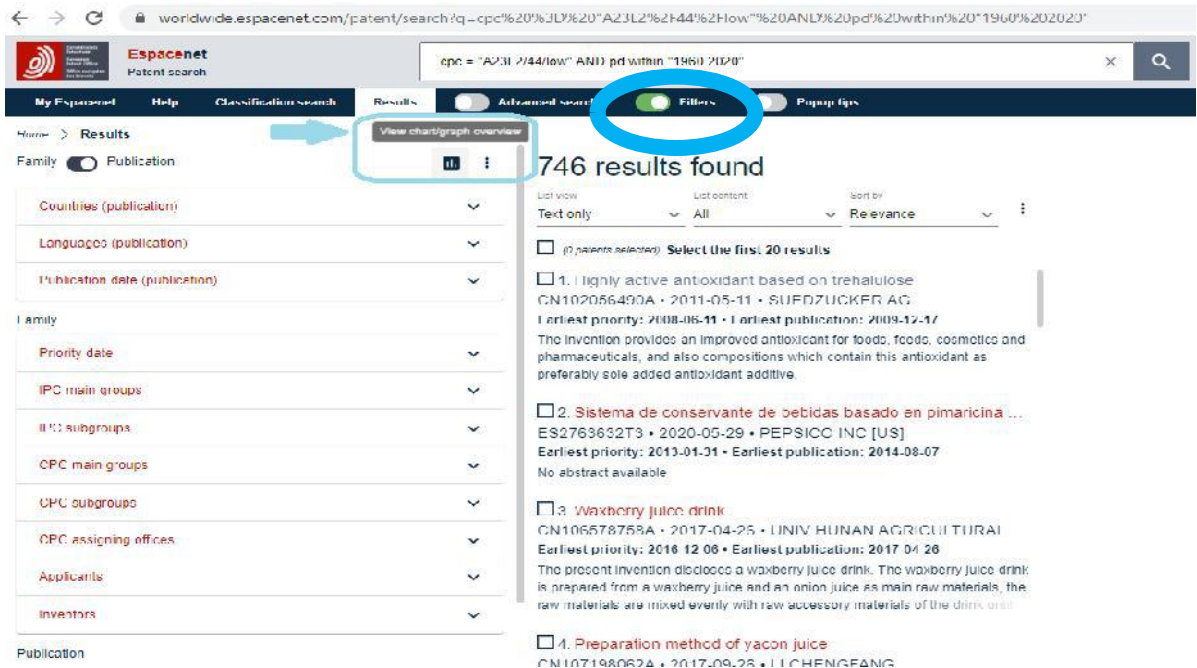 worldwide.espacenet.com/patent/search?q=cpc%20%3D%20"A23L2%2F44%2Flow"%20AND%20pd%20within%20"1960%202020"
Espacenet
Patent search
cpc = "A23L2/44/low" AND pd within "1960 2020"
My Espacenet Help Classification search Results Advanced search Filters Popup tips
Home > Results
View chart/graph overview
Family Publication
746 results found
List view List content Sort by
Text only All Relevance
Countries (publication)
Languages (publication)
Publication date (publication)
Family
Priority date
IPC main groups
IPC subgroups
CPC main groups
CPC subgroups
CPC assigning offices
Applicants
Inventors
Publication
(0 patents selected) Select the first 20 results
1. Highly active antioxidant based on trehalulose
CN102056490A • 2011-05-11 • SUEDZUCKER AG
Earliest priority: 2008-06-11 • Earliest publication: 2009-12-17
The invention provides an improved antioxidant for foods, feeds, cosmetics and
pharmaceuticals, and also compositions which contain this antioxidant as
preferably sole added antioxidant additive.
2. Sistema de conservante de bebidas basado en pimaricina ...
ES2763632T3 • 2020-05-29 • PEPSICO INC [US]
Earliest priority: 2013-01-31 • Earliest publication: 2014-08-07
No abstract available
3. Waxberry juice drink
CN106578758A • 2017-04-26 • UNIV HUNAN AGRICULTURAL
Earliest priority: 2016-12-06 • Earliest publication: 2017-04-26
The present invention discloses a waxberry juice drink. The waxberry juice drink
is prepared from a waxberry juice and an onion juice as main raw materials, the
raw materials are mixed evenly with raw accessory materials of the drink until
4. Preparation method of yacon juice
CN107198062A • 2017-09-26 • LI CHENGFANG